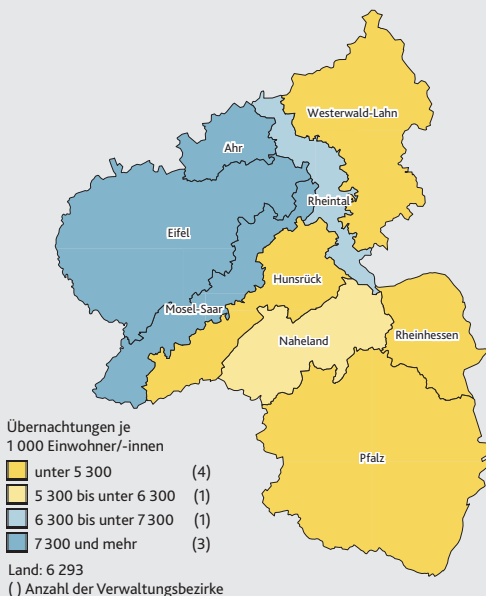 Westerwald-Lahn
Ahr
Rheintal
Eifel
Hunsrück
Mosel-Saar
Naheland
Rheinhessen
Pfalz
Übernachtungen je
1 000 Einwohner/-innen
unter 5 300 (4)
5 300 bis unter 6 300 (1)
6 300 bis unter 7 300 (1)
7 300 und mehr (3)
Land: 6 293
( ) Anzahl der Verwaltungsbezirke